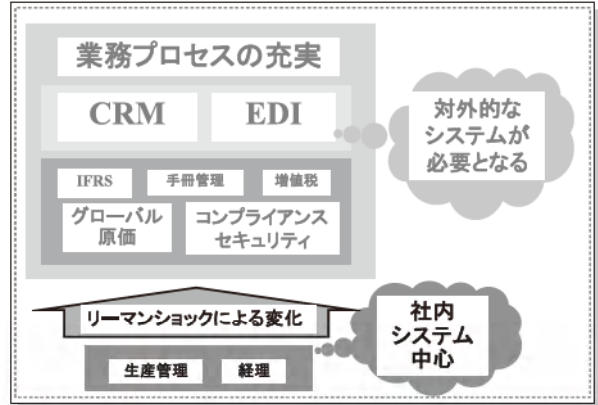 業務プロセスの充実
CRM
EDI
対外的な
システムが
必要となる
IFRS
手冊管理
増値税
グローバル
原価
コンプライアンス
セキュリティ
リーマンショックによる変化
社内
システム
中心
生産管理
経理